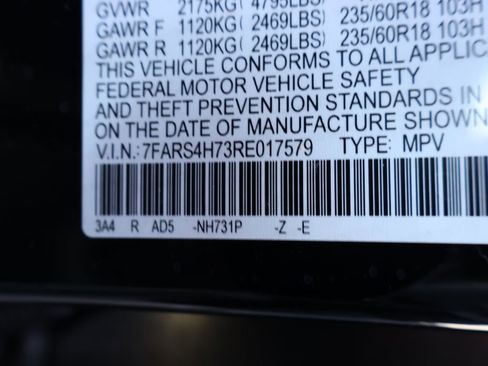 GVWR 2175KG( 4795LBS)
GAWR F 1120KG( 2469LBS) 235/60R18 103H
GAWR R 1120KG( 2469LBS) 235/60R18 103H
THIS VEHICLE CONFORMS TO ALL APPLIC
FEDERAL MOTOR VEHICLE SAFETY
AND THEFT PREVENTION STANDARDS IN
ON THE DATE OF MANUFACTURE SHOWN
V.I.N.: 7FARS4H73RE017579 TYPE: MPV
3A4 R AD5 -NH731P -Z -E